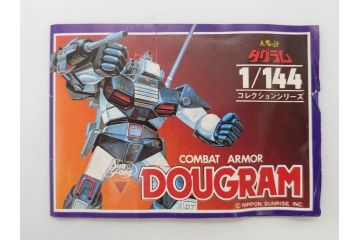 太陽の牙
ダグラム
1/144
コレクションシリーズ
COMBAT ARMOR
DOUGRAM
© NIPPON SUNRISE INC.